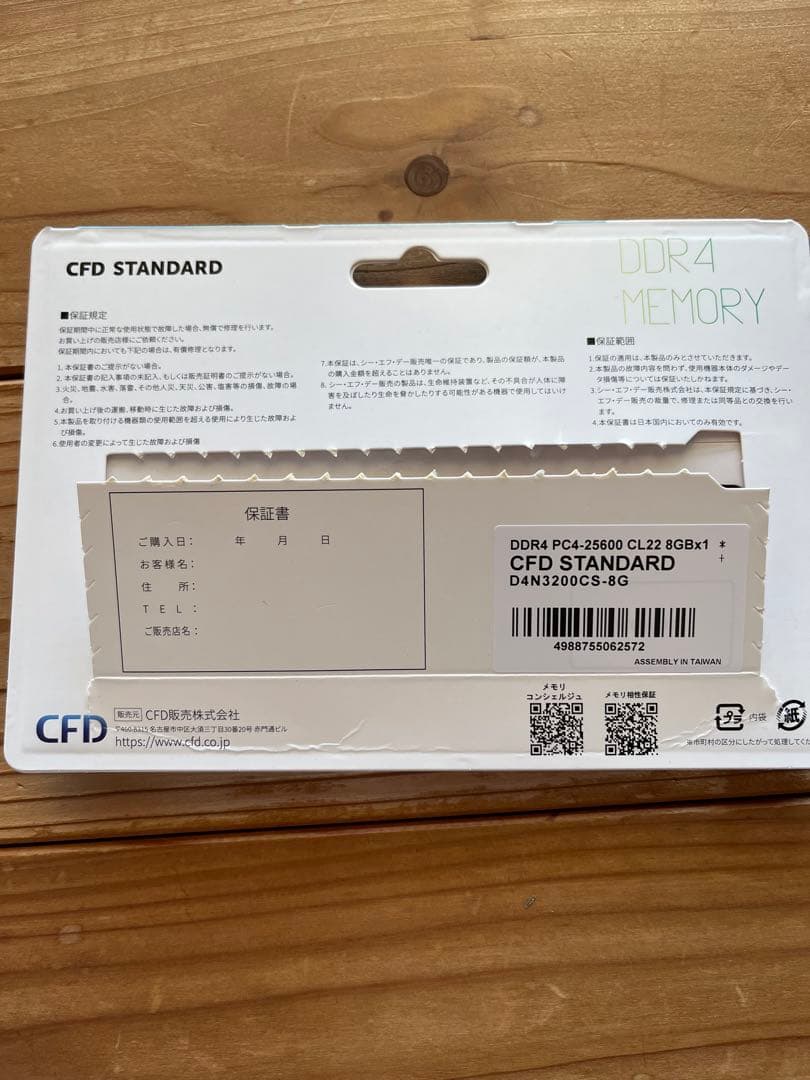 CFD STANDARD
DDR4
MEMORY
■保証規定
保証期間中に正常な使用状態で故障した場合、無償で修理を行います。
お買い上げの販売店様にご依頼ください。
保証期間内においても下記の場合は、有償修理となります。
1.本保証書のご提示がない場合。
2.本保証書の記入事項の未記入、もしくは販売証明書のご提示がない場合。
3.火災、地震、水害、落雷、その他人災、天災、公害、塩害等の損傷、故障の場
合。
4.お買い上げ後の運搬、移動時に生じた故障および損傷。
5.本製品を取り付ける機器類の使用範囲を超える使用により生じた故障およ
び損傷。
6.使用者の変更によって生じた故障および損傷
7.本保証は、シー・エフ・デー販売唯一の保証であり、製品の保証額が、本製品
の購入金額を超えることはありません。
8.シー・エフ・デー販売の製品は、生命維持装置など、その不具合が人体に障
害を及ぼしたり生命を脅かしたりする可能性がある機器で使用してはいけ
ません。
■保証範囲
1.保証の適用は、本製品のみとさせていただきます。
2.本製品の故障の内容を問わず、使用機器本体のダメージやデー
タ損傷等については保証いたしかねます。
3.シー・エフ・デー販売株式会社は、本保証規定に基づき、シー・
エフ・デー販売の裁量で、修理または同等品との交換を行い
ます。
4.本保証書は日本国内においてのみ有効です。
保証書
ご購入日: 年 月 日
お客様名:
住 所:
TEL:
ご販売店名:
DDR4 PC4-25600 CL22 8GBx1 *
CFD STANDARD +
D4N3200CS-8G
4988755062572
ASSEMBLY IN TAIWAN
CFD
販売元 CFD販売株式会社
〒460-8315 名古屋市中区大須三丁目30番20号 赤門通ビル
https://www.cfd.co.jp
メモリ
コンシェルジュ
メモリ相性保証
プラ 内袋
紙
※市町村の区分にしたがって処理してくだ